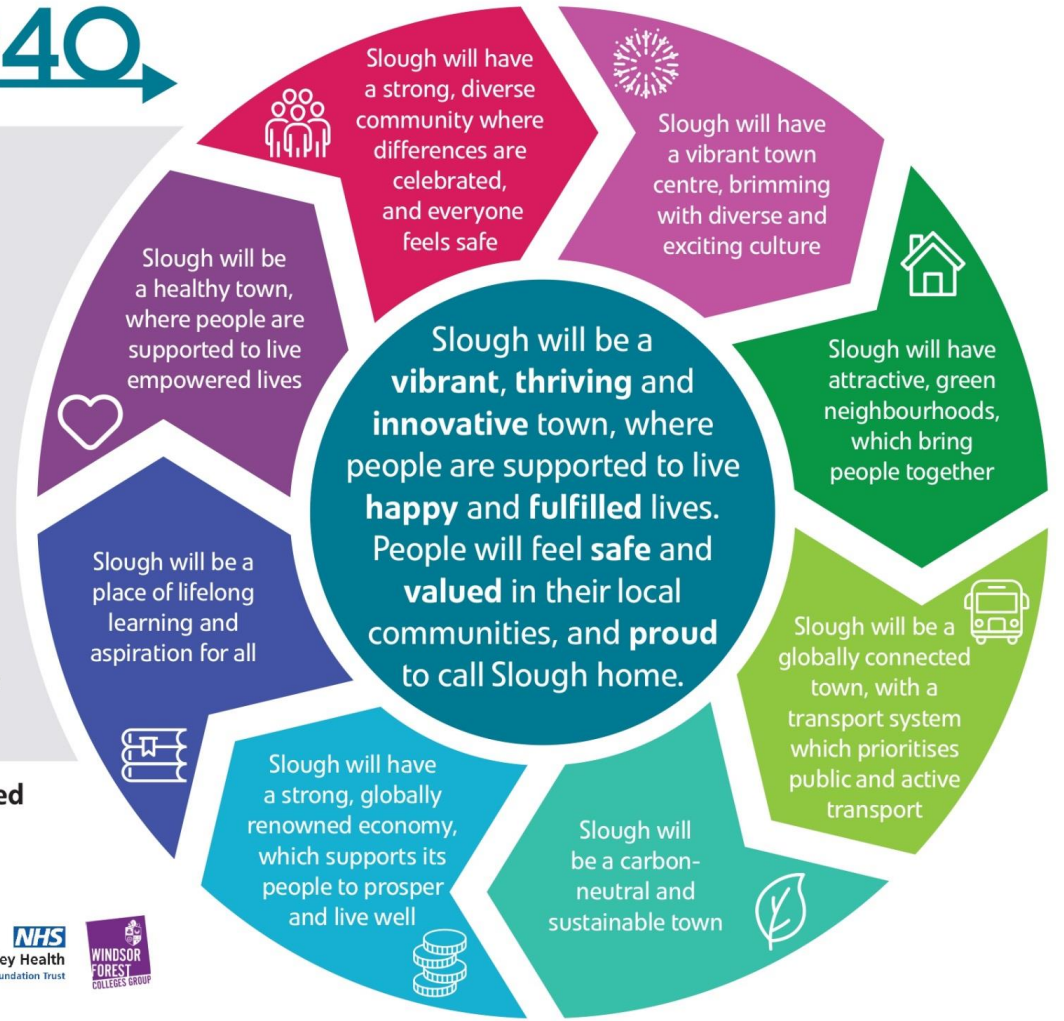 40
Slough will have
a strong, diverse
community where
differences are
celebrated,
and everyone
feels safe
Slough will have
a vibrant town
centre, brimming
with diverse and
exciting culture
Slough will have
attractive, green
neighbourhoods,
which bring
people together
Slough will be a
globally connected
town, with a
transport system
which prioritises
public and active
transport
Slough will
be a carbon-
neutral and
sustainable town
Slough will have
a strong, globally
renowned economy,
which supports its
people to prosper
and live well
Slough will be a
place of lifelong
learning and
aspiration for all
Slough will be
a healthy town,
where people are
supported to live
empowered lives
Slough will be a
vibrant, thriving and
innovative town, where
people are supported to live
happy and fulfilled lives.
People will feel safe and
valued in their local
communities, and proud
to call Slough home.
ed
NHS
ey Health
undation Trust
WINDSOR
FOREST
COLLEGES GROUP